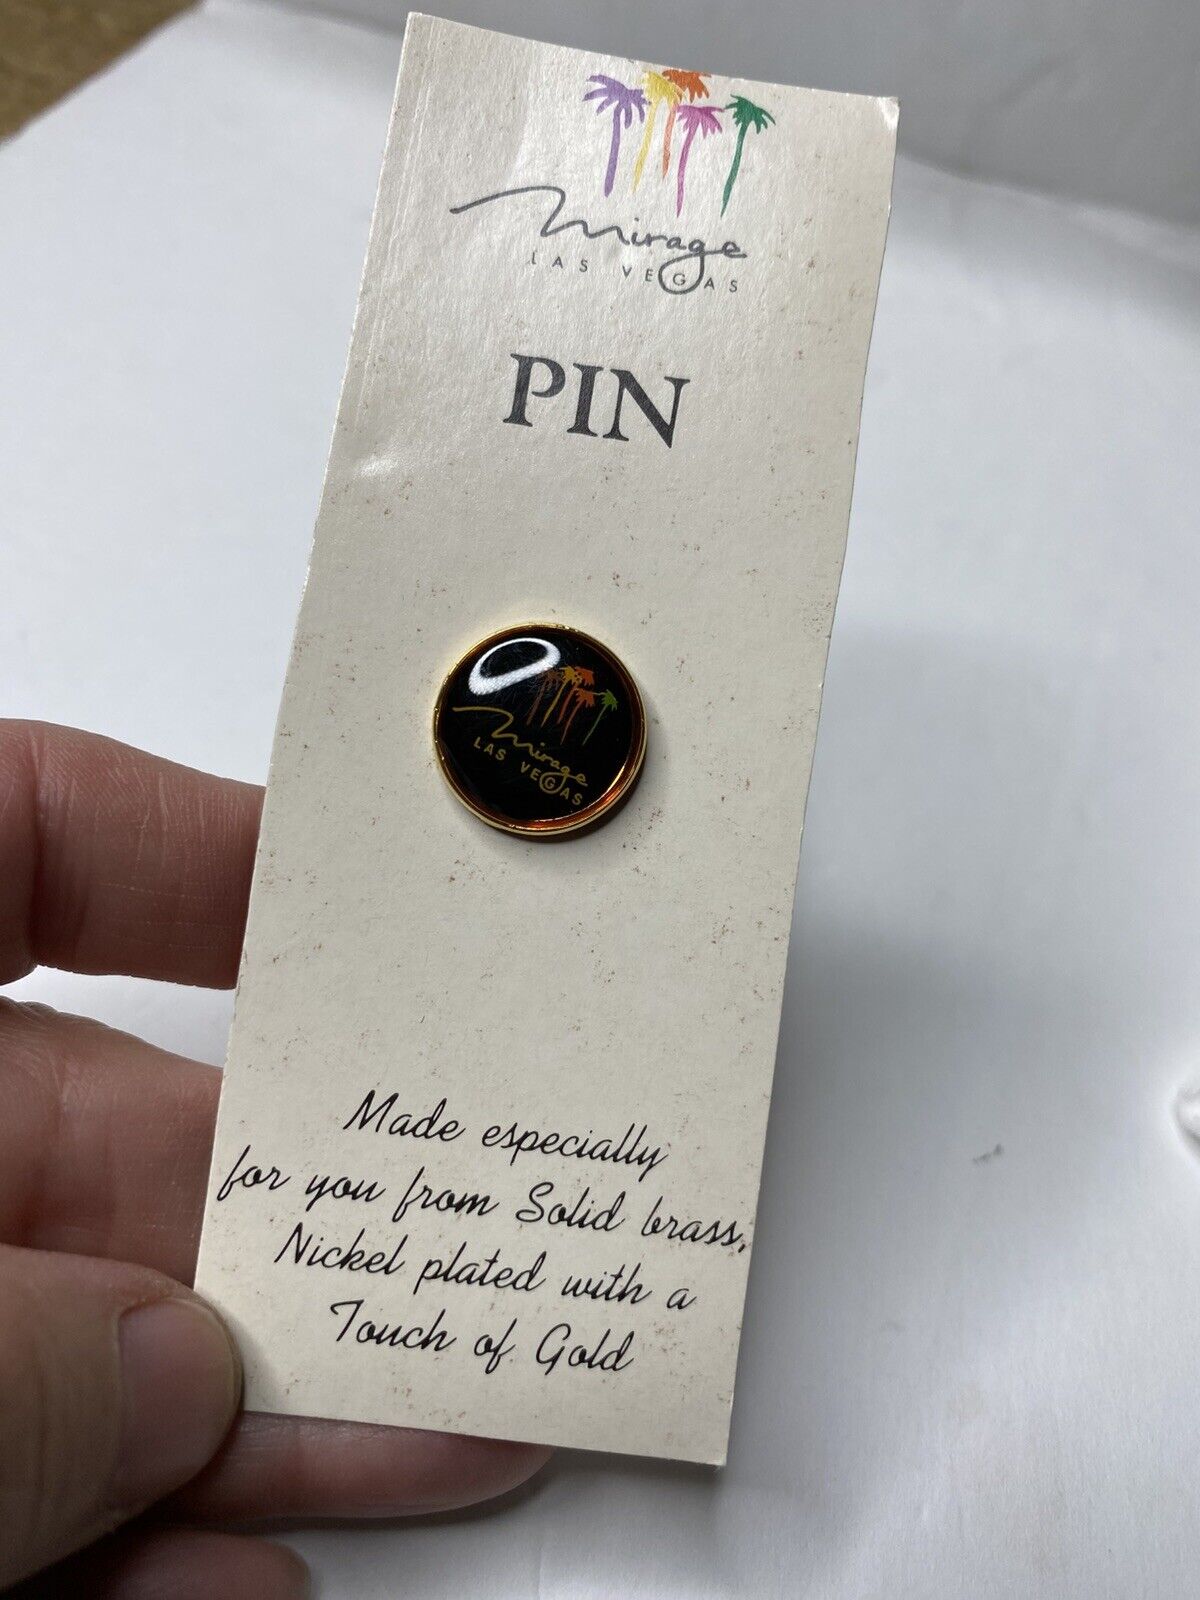 Mirage
LAS VEGAS
PIN
Mirage
LAS VEGAS
Made especially
for you from Solid brass,
Nickel plated with a
Touch of Gold